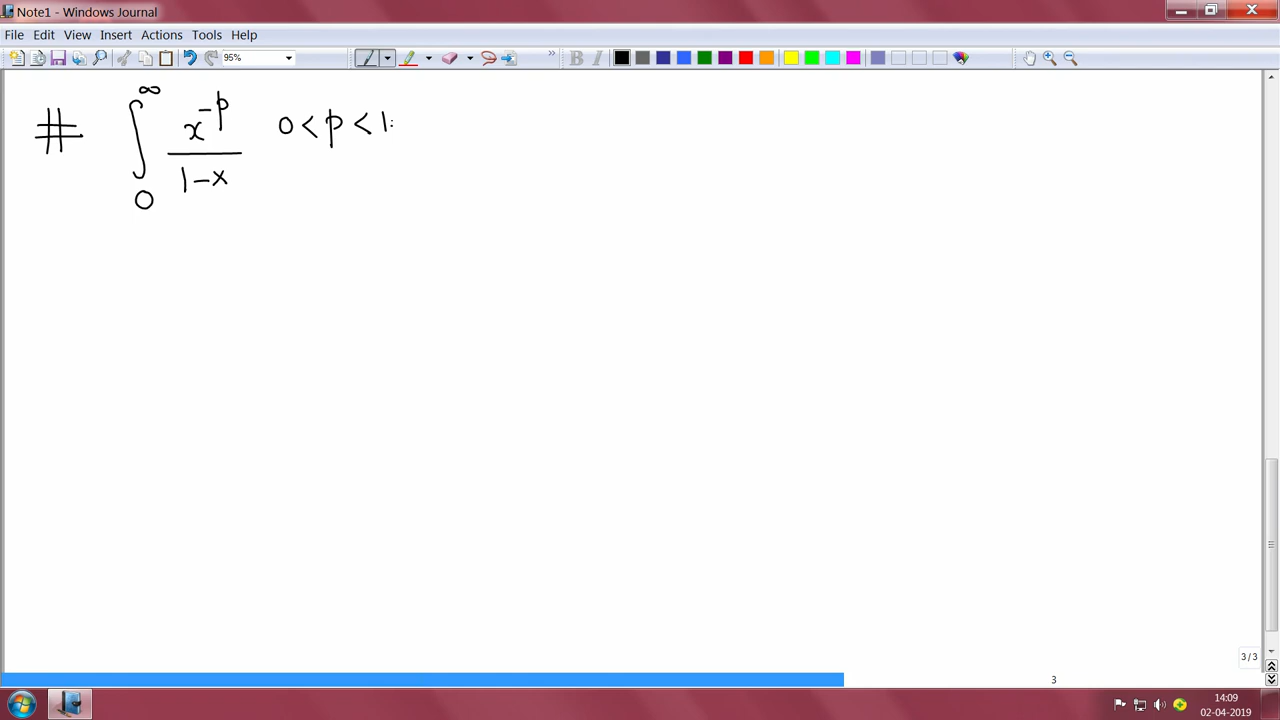 Note1 - Windows Journal
File Edit View Insert Actions Tools Help
95%
# ∫₀^∞ x^{-p}/(1-x) 0 < p < 1
3/3
3
14:09
02-04-2019